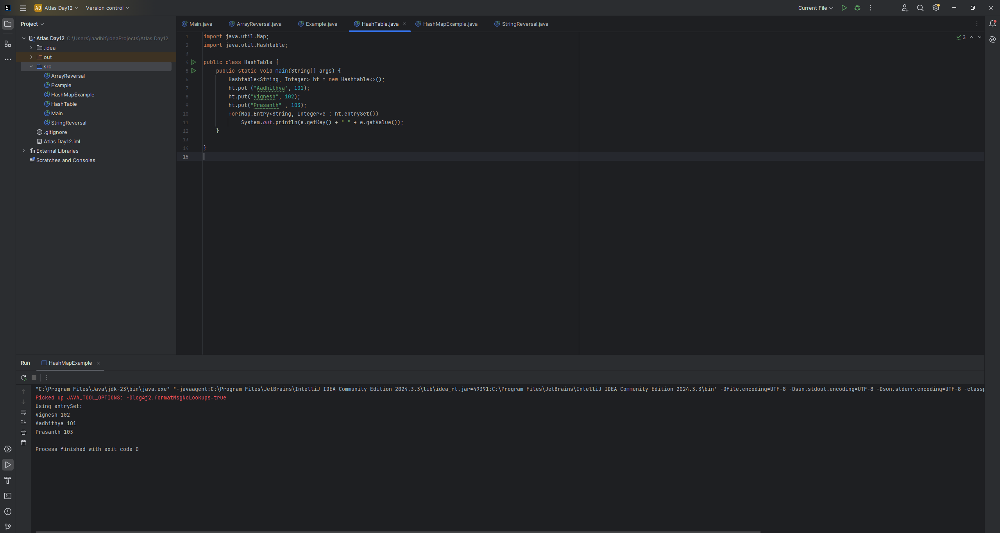 AD Atlas Day12 Version control Current File
Project
Main.java ArrayReversal.java Example.java HashTable.java HashMapExample.java StringReversal.java
Atlas Day12 C:\Users\laadhit\IdeaProjects\Atlas Day12
.idea
out
src
ArrayReversal
Example
HashMapExample
HashTable
Main
StringReversal
.gitignore
Atlas Day12.iml
External Libraries
Scratches and Consoles
3
1 import java.util.Map;
2 import java.util.Hashtable;
3
4 public class HashTable {
5 public static void main(String[] args) {
6 Hashtable<String, Integer> ht = new Hashtable<>();
7 ht.put ("Aadhithya", 101);
8 ht.put("Vignesh", 102);
9 ht.put("Prasanth" , 103);
10 for(Map.Entry<String, Integer>e : ht.entrySet())
11 System.out.println(e.getKey() + " " + e.getValue());
12 }
13
14 }
15
Run HashMapExample
"C:\Program Files\Java\jdk-23\bin\java.exe" "-javaagent:C:\Program Files\JetBrains\IntelliJ IDEA Community Edition 2024.3.3\lib\idea_rt.jar=49391:C:\Program Files\JetBrains\IntelliJ IDEA Community Edition 2024.3.3\bin" -Dfile.encoding=UTF-8 -Dsun.stdout.encoding=UTF-8 -Dsun.stderr.encoding=UTF-8 -classp
Picked up JAVA_TOOL_OPTIONS: -Dlog4j2.formatMsgNoLookups=true
Using entrySet:
Vignesh 102
Aadhithya 101
Prasanth 103
Process finished with exit code 0